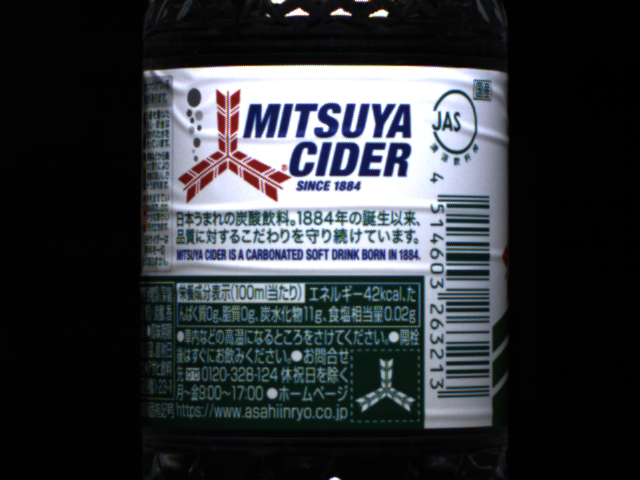 国産
MITSUYA
CIDER
SINCE 1884
JAS
清涼飲料
日本うまれの炭酸飲料。1884年の誕生以来、
品質に対するこだわりを守り続けています。
MITSUYA CIDER IS A CARBONATED SOFT DRINK BORN IN 1884.
栄養成分表示(100ml当たり) エネルギー42kcal、た
んぱく質0g、脂質0g、炭水化物11g、食塩相当量0.02g
●車内などの高温になるところをさけてください。●開栓
後はすぐにお飲みください。●お問合せ
0120-328-124 休祝日を除く
月～金9:00～17:00 ●ホームページ
https://www.asahiinryo.co.jp
4 514603 263213